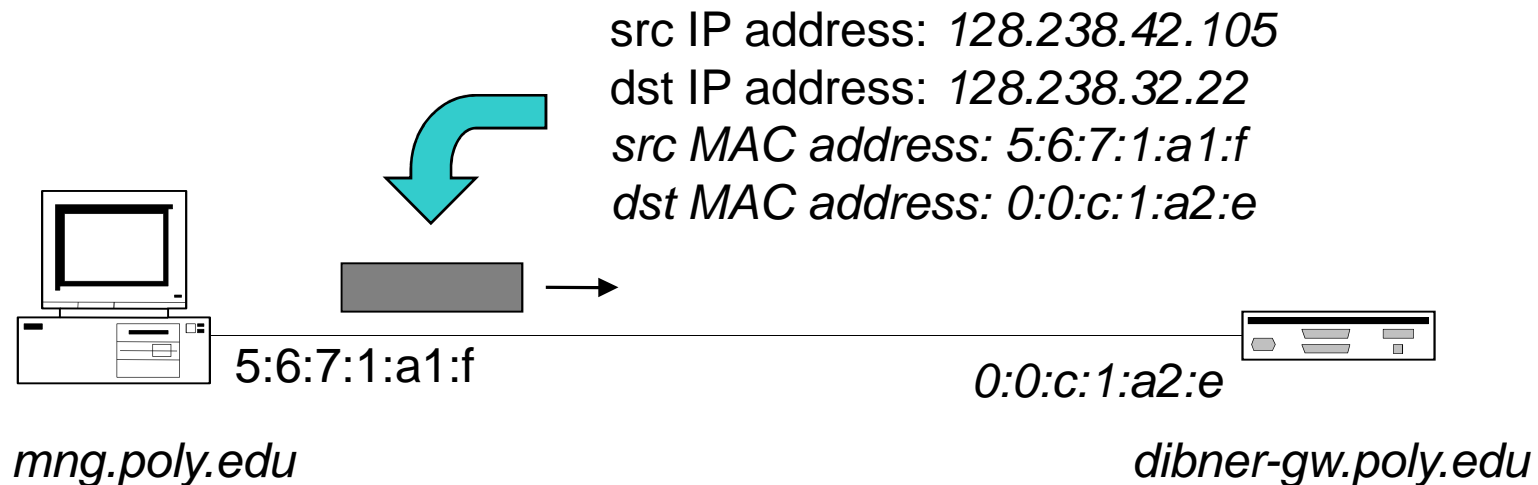 src IP address: 128.238.42.105
dst IP address: 128.238.32.22
src MAC address: 5:6:7:1:a1:f
dst MAC address: 0:0:c:1:a2:e
5:6:7:1:a1:f
0:0:c:1:a2:e
mng.poly.edu
dibner-gw.poly.edu